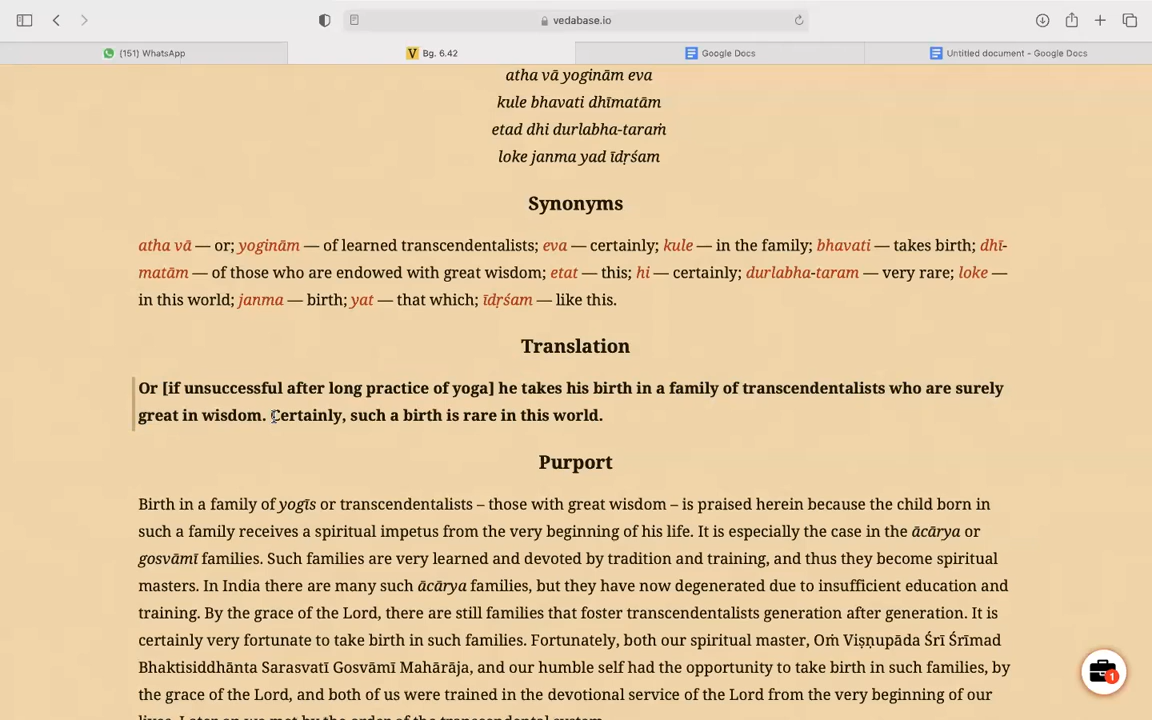 vedabase.io
(151) WhatsApp
V Bg. 6.42
Google Docs
Untitled document – Google Docs
atha vā yoginām eva
kule bhavati dhīmatām
etad dhi durlabha-taraṁ
loke janma yad īdṛśam
Synonyms
atha vā — or; yoginām — of learned transcendentalists; eva — certainly; kule — in the family; bhavati — takes birth; dhī-
matām — of those who are endowed with great wisdom; etat — this; hi — certainly; durlabha-taram — very rare; loke —
in this world; janma — birth; yat — that which; īdṛśam — like this.
Translation
Or [if unsuccessful after long practice of yoga] he takes his birth in a family of transcendentalists who are surely
great in wisdom. Certainly, such a birth is rare in this world.
Purport
Birth in a family of yogīs or transcendentalists – those with great wisdom – is praised herein because the child born in
such a family receives a spiritual impetus from the very beginning of his life. It is especially the case in the ācārya or
gosvāmī families. Such families are very learned and devoted by tradition and training, and thus they become spiritual
masters. In India there are many such ācārya families, but they have now degenerated due to insufficient education and
training. By the grace of the Lord, there are still families that foster transcendentalists generation after generation. It is
certainly very fortunate to take birth in such families. Fortunately, both our spiritual master, Oṁ Viṣṇupāda Śrī Śrīmad
Bhaktisiddhānta Sarasvatī Gosvāmī Mahārāja, and our humble self had the opportunity to take birth in such families, by
the grace of the Lord, and both of us were trained in the devotional service of the Lord from the very beginning of our
lives. Later on we met by the order of the transcendental system.
1